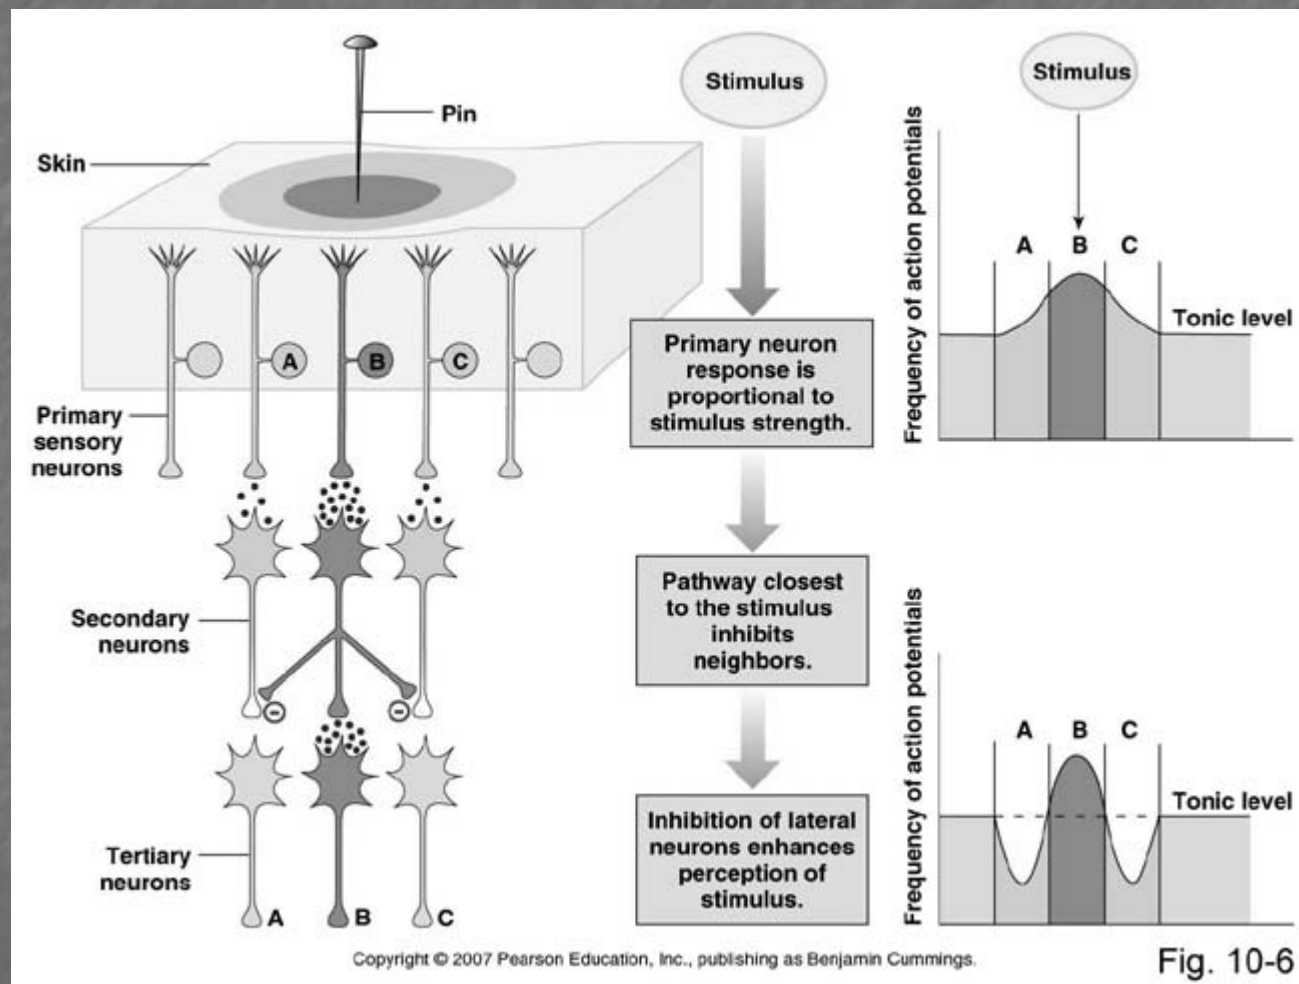 Pin
Skin
A
B
C
Primary
sensory
neurons
Secondary
neurons
−
−
Tertiary
neurons
A
B
C
Stimulus
Primary neuron
response is
proportional to
stimulus strength.
Pathway closest
to the stimulus
inhibits
neighbors.
Inhibition of lateral
neurons enhances
perception of
stimulus.
Stimulus
Frequency of action potentials
A B C
Tonic level
Frequency of action potentials
A B C
Tonic level
Copyright © 2007 Pearson Education, Inc., publishing as Benjamin Cummings.
Fig. 10-6